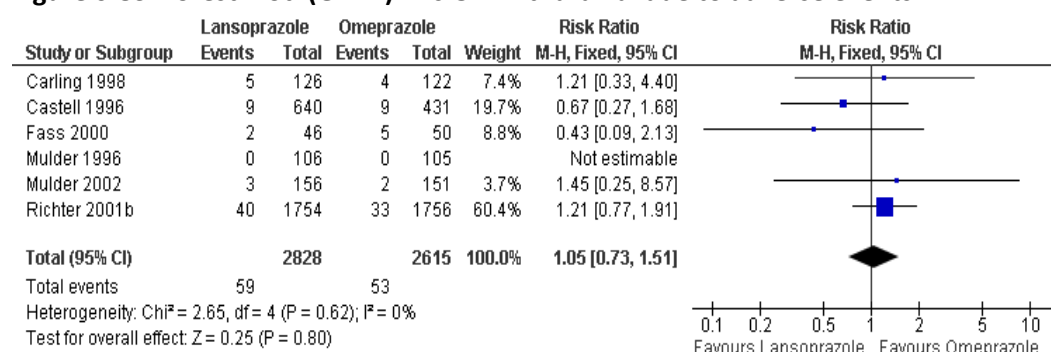 Lansoprazole Omeprazole Risk Ratio Risk Ratio
Study or Subgroup Events Total Events Total Weight M-H, Fixed, 95% CI M-H, Fixed, 95% CI
Carling 1998 5 126 4 122 7.4% 1.21 [0.33, 4.40]
Castell 1996 9 640 9 431 19.7% 0.67 [0.27, 1.68]
Fass 2000 2 46 5 50 8.8% 0.43 [0.09, 2.13]
Mulder 1996 0 106 0 105 Not estimable
Mulder 2002 3 156 2 151 3.7% 1.45 [0.25, 8.57]
Richter 2001b 40 1754 33 1756 60.4% 1.21 [0.77, 1.91]
Total (95% CI) 2828 2615 100.0% 1.05 [0.73, 1.51]
Total events 59 53
Heterogeneity: Chi² = 2.65, df = 4 (P = 0.62); I² = 0%
Test for overall effect: Z = 0.25 (P = 0.80)
0.1 0.2 0.5 1 2 5 10
Favours Lansoprazole Favours Omeprazole